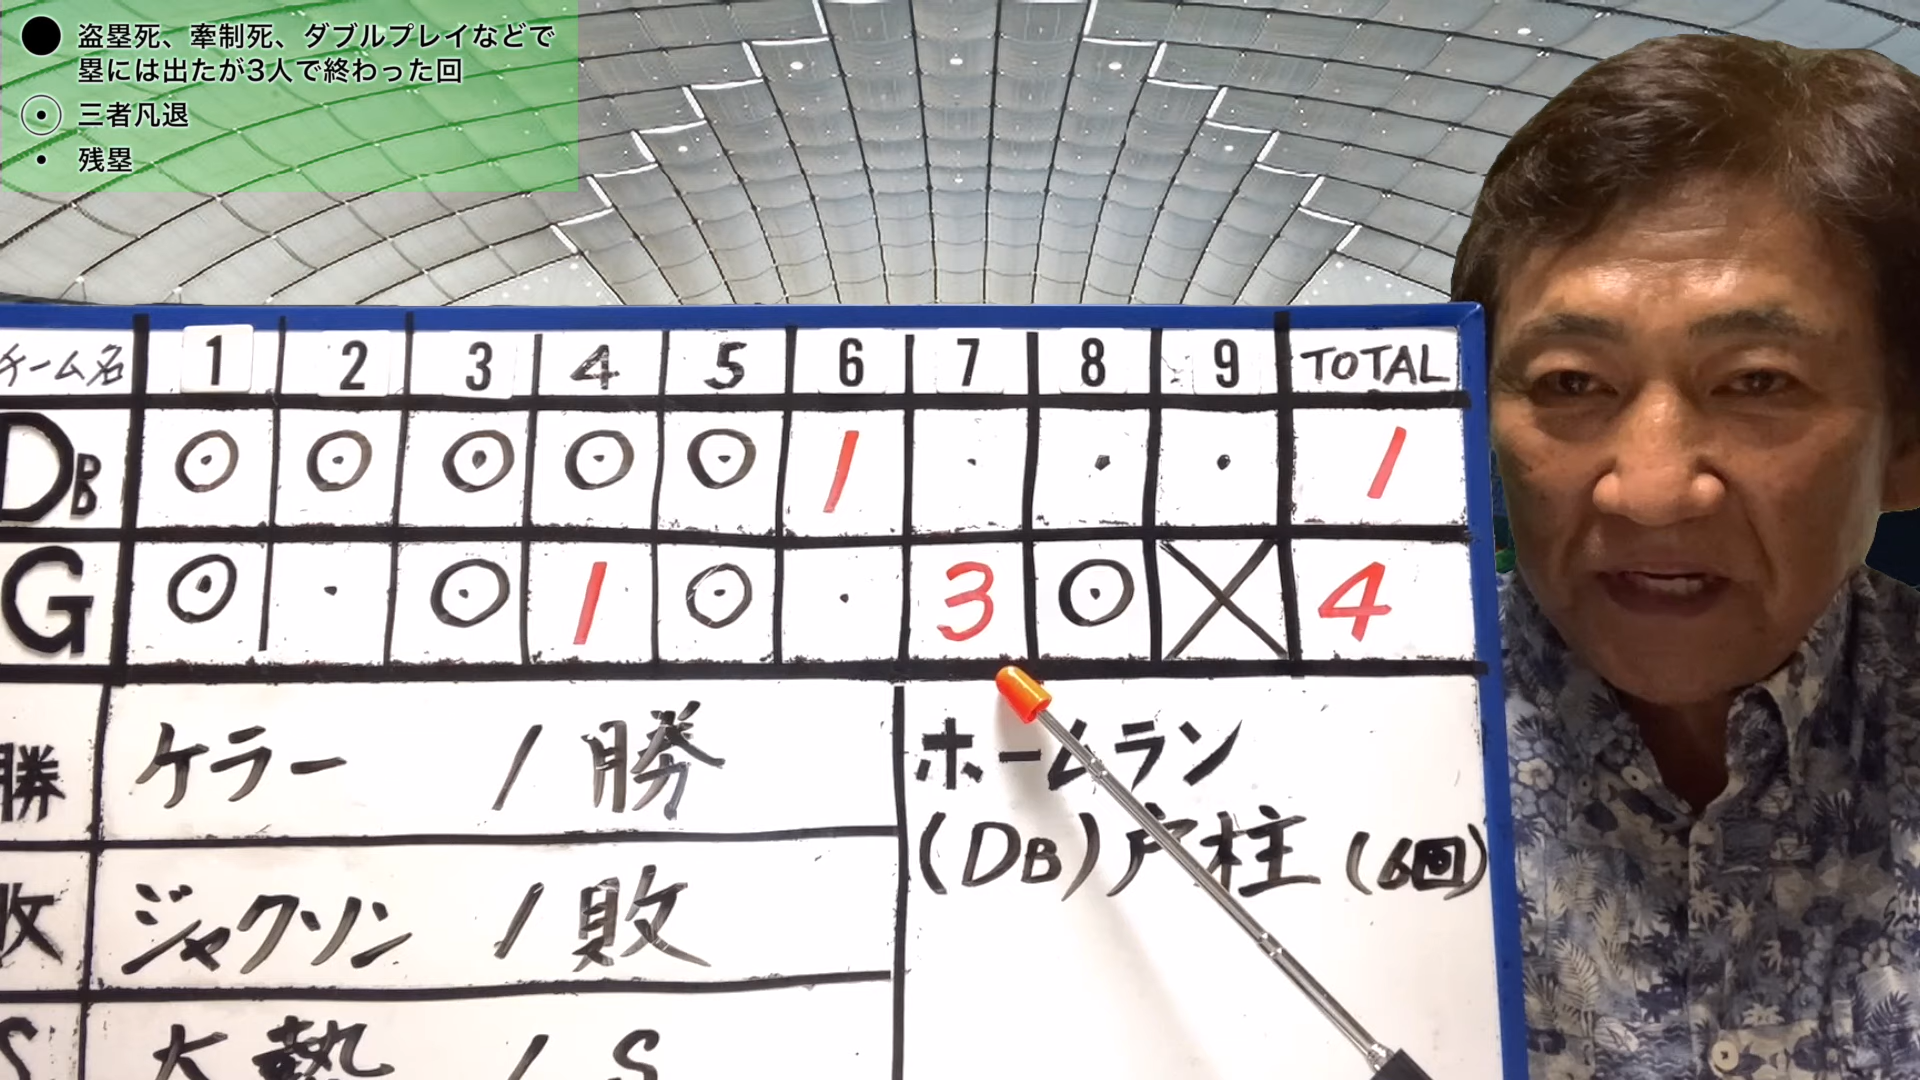 ● 盗塁死、牽制死、ダブルプレイなどで
塁には出たが3人で終わった回
三者凡退
・ 残塁
チーム名 1 2 3 4 5 6 7 8 9 TOTAL
DB ⊙ ⊙ ⊙ ⊙ ⊙ 1 ・ ・ ・ 1
G ⊙ ・ ⊙ 1 ⊙ ・ 3 ⊙ X 4
勝 ケラー 1勝
敗 ジャクソン 1敗
S 大勢 1S
ホームラン
(DB)戸柱(6回)